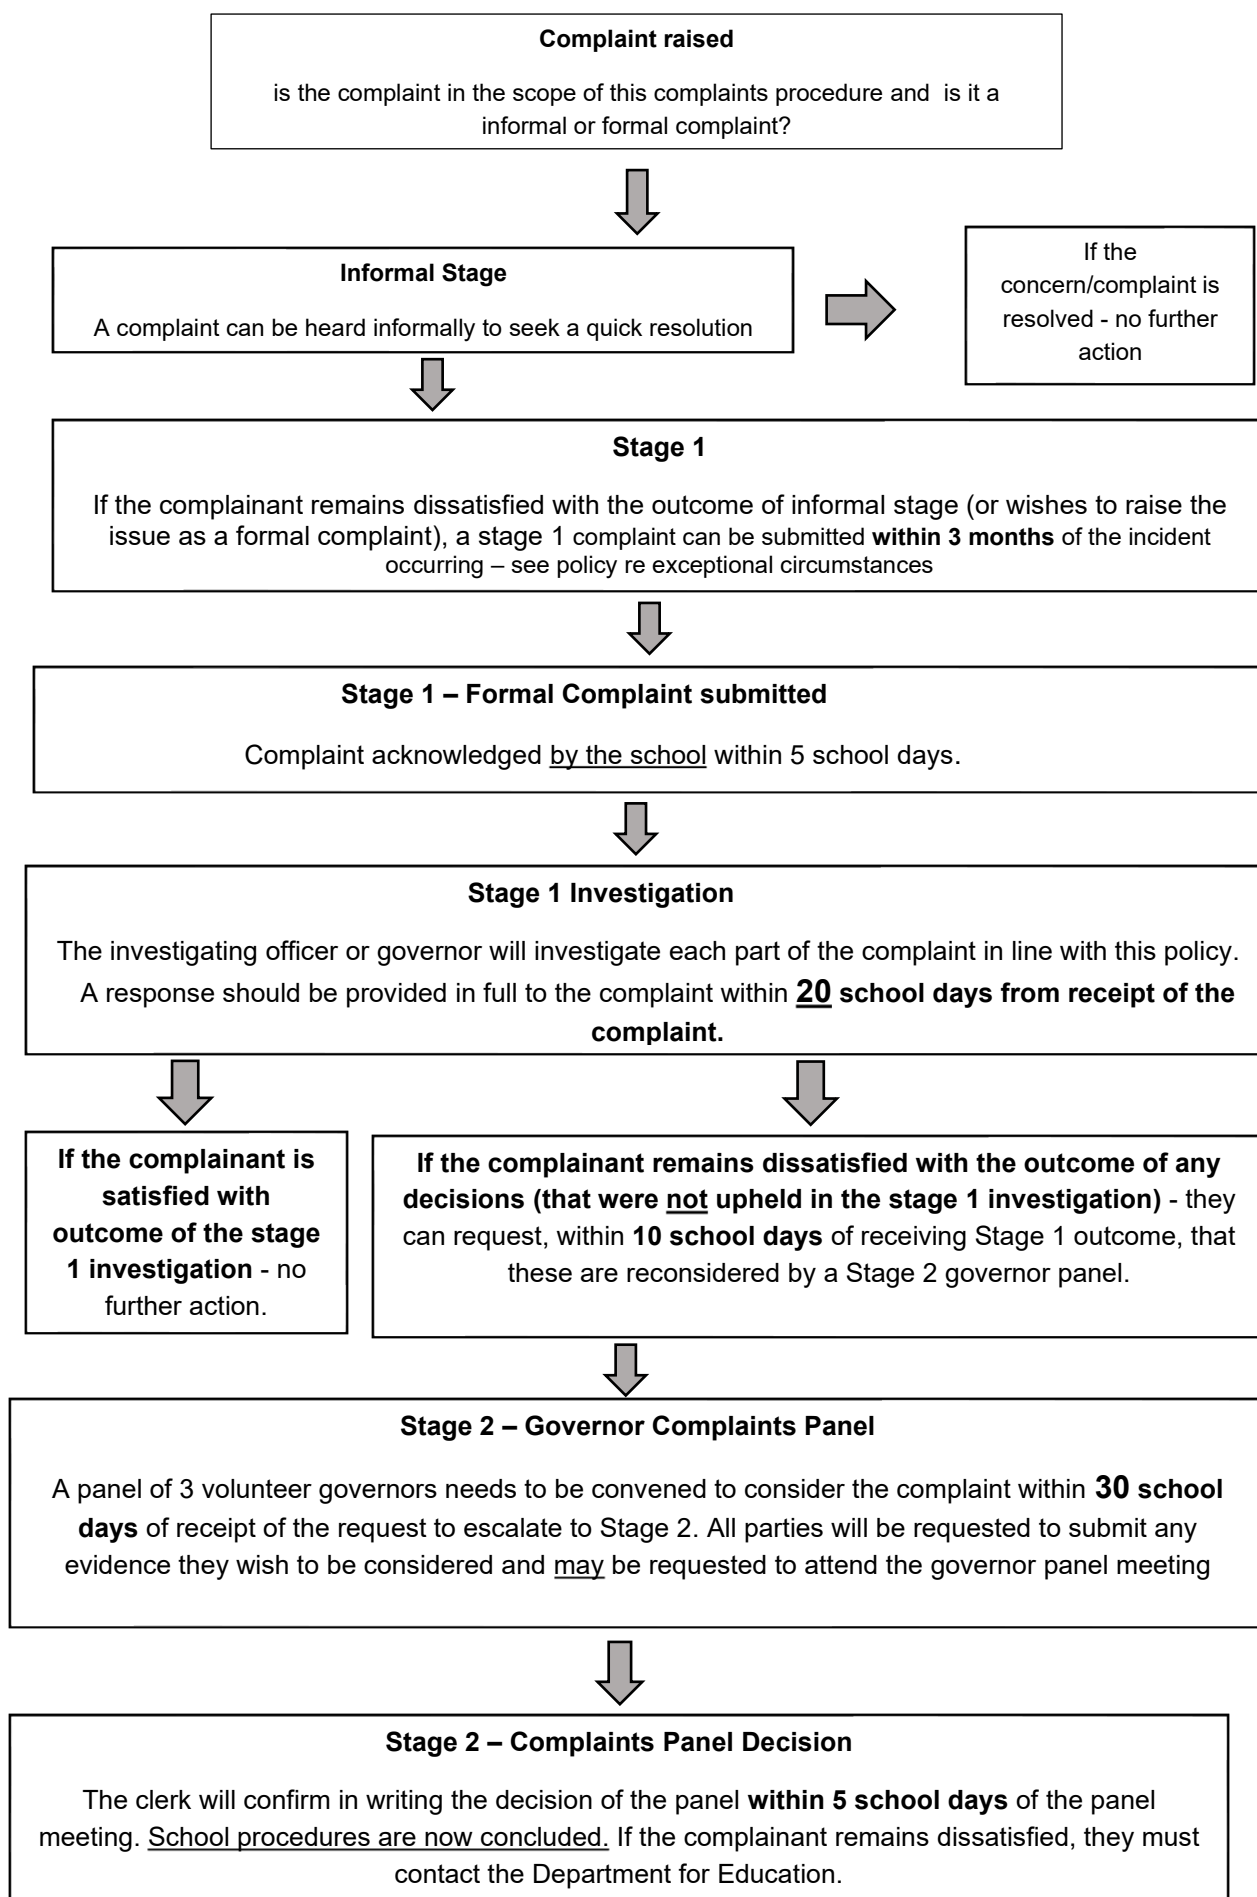 Complaint raised
is the complaint in the scope of this complaints procedure and  is it a
informal or formal complaint?
Informal Stage
A complaint can be heard informally to seek a quick resolution
If the
concern/complaint is
resolved - no further
action
Stage 1
If the complainant remains dissatisfied with the outcome of informal stage (or wishes to raise the
issue as a formal complaint), a stage 1 complaint can be submitted within 3 months of the incident
occurring – see policy re exceptional circumstances
Stage 1 – Formal Complaint submitted
Complaint acknowledged by the school within 5 school days.
Stage 1 Investigation
The investigating officer or governor will investigate each part of the complaint in line with this policy.
A response should be provided in full to the complaint within 20 school days from receipt of the
complaint.
If the complainant is
satisfied with
outcome of the stage
1 investigation - no
further action.
If the complainant remains dissatisfied with the outcome of any
decisions (that were not upheld in the stage 1 investigation) - they
can request, within 10 school days of receiving Stage 1 outcome, that
these are reconsidered by a Stage 2 governor panel.
Stage 2 – Governor Complaints Panel
A panel of 3 volunteer governors needs to be convened to consider the complaint within 30 school
days of receipt of the request to escalate to Stage 2. All parties will be requested to submit any
evidence they wish to be considered and may be requested to attend the governor panel meeting
Stage 2 – Complaints Panel Decision
The clerk will confirm in writing the decision of the panel within 5 school days of the panel
meeting. School procedures are now concluded. If the complainant remains dissatisfied, they must
contact the Department for Education.